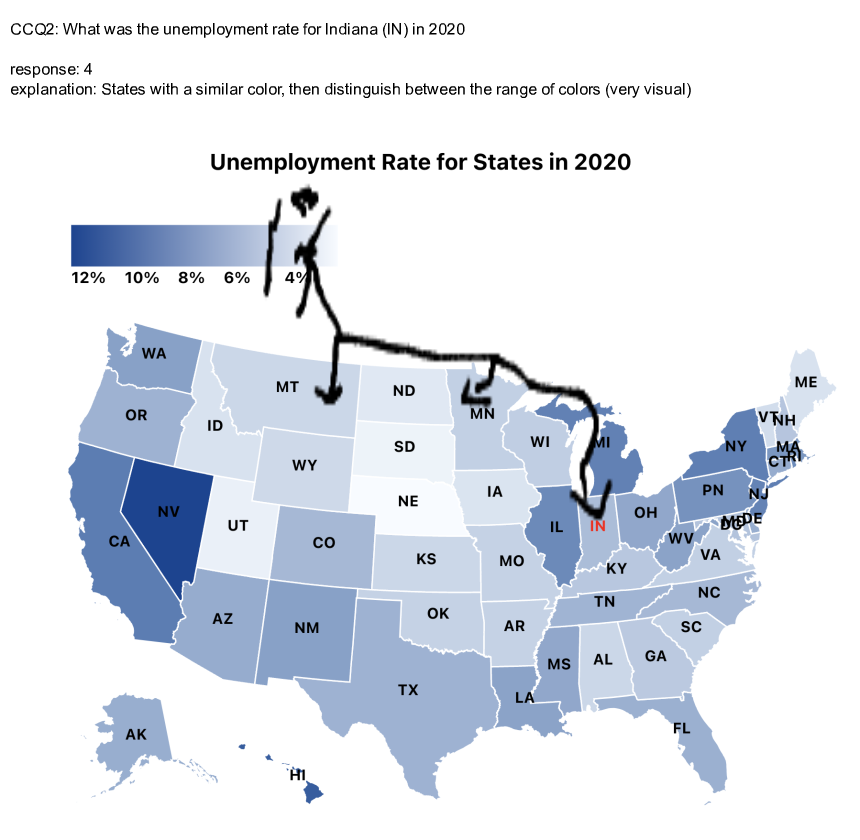 CCQ2: What was the unemployment rate for Indiana (IN) in 2020
response: 4
explanation: States with a similar color, then distinguish between the range of colors (very visual)
Unemployment Rate for States in 2020
12% 10% 8% 6% 4%
WA
MT
ND
ME
OR
ID
MN
VT
NH
SD
WI
MI
NY
MA
WY
CT
RI
NE
IA
PN
NJ
NV
UT
IL
IN
OH
DE
MD
DC
CA
CO
WV
VA
KS
MO
KY
NC
TN
AZ
NM
OK
AR
SC
MS
AL
GA
TX
LA
AK
FL
HI